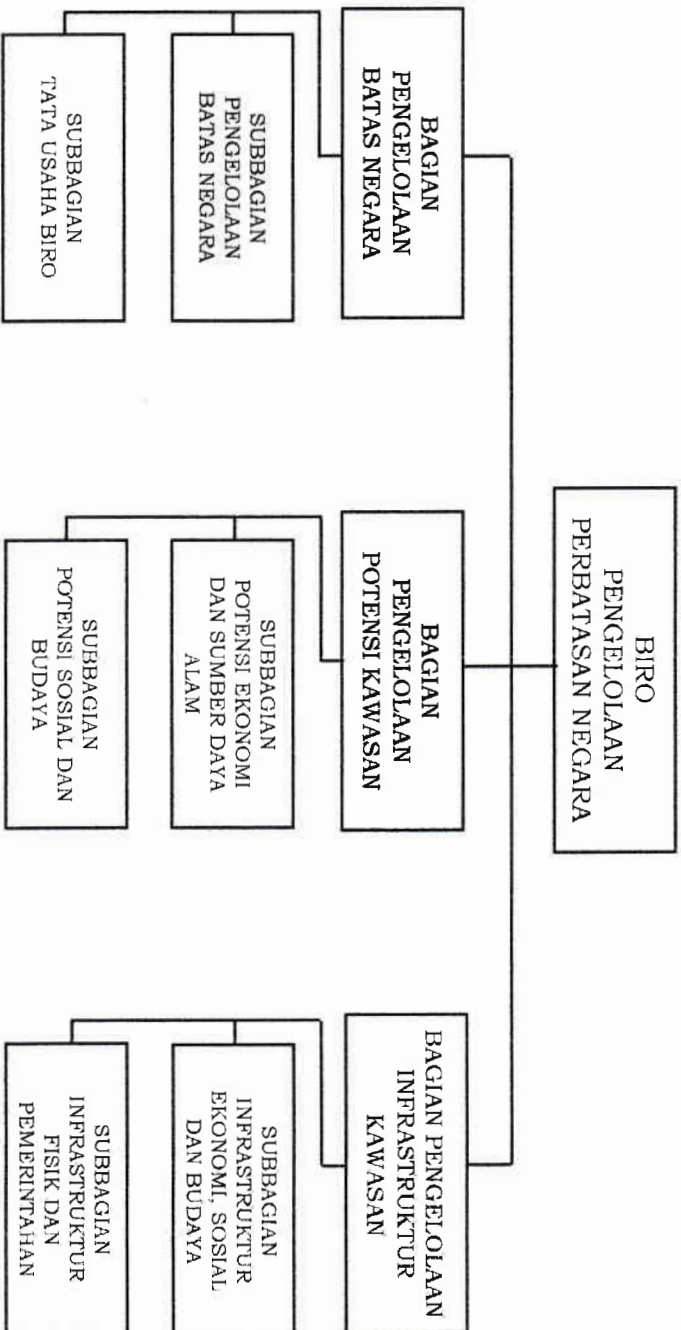 BIRO
PENGELOLAAN
PERBATASAN NEGARA
BAGIAN
PENGELOLAAN
BATAS NEGARA
SUBBAGIAN
PENGELOLAAN
BATAS NEGARA
SUBBAGIAN
TATA USAHA BIRO
BAGIAN
PENGELOLAAN
POTENSI KAWASAN
SUBBAGIAN
POTENSI EKONOMI
DAN SUMBER DAYA
ALAM
SUBBAGIAN
POTENSI SOSIAL DAN
BUDAYA
BAGIAN PENGELOLAAN
INFRASTRUKTUR
KAWASAN
SUBBAGIAN
INFRASTRUKTUR
EKONOMI, SOSIAL
DAN BUDAYA
SUBBAGIAN
INFRASTRUKTUR
FISIK DAN
PEMERINTAHAN